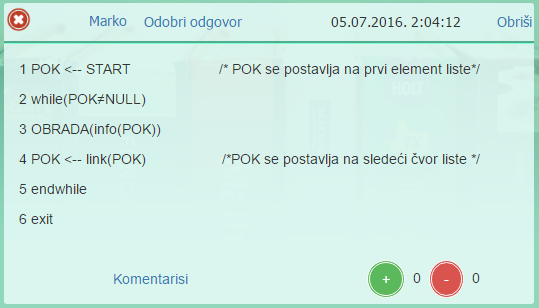 Marko Odobri odgovor 05.07.2016. 2:04:12 Obriši
1 POK <-- START /* POK se postavlja na prvi element liste*/
2 while(POK≠NULL)
3 OBRADA(info(POK))
4 POK <-- link(POK) /*POK se postavlja na sledeći čvor liste */
5 endwhile
6 exit
Komentarisi + 0 - 0